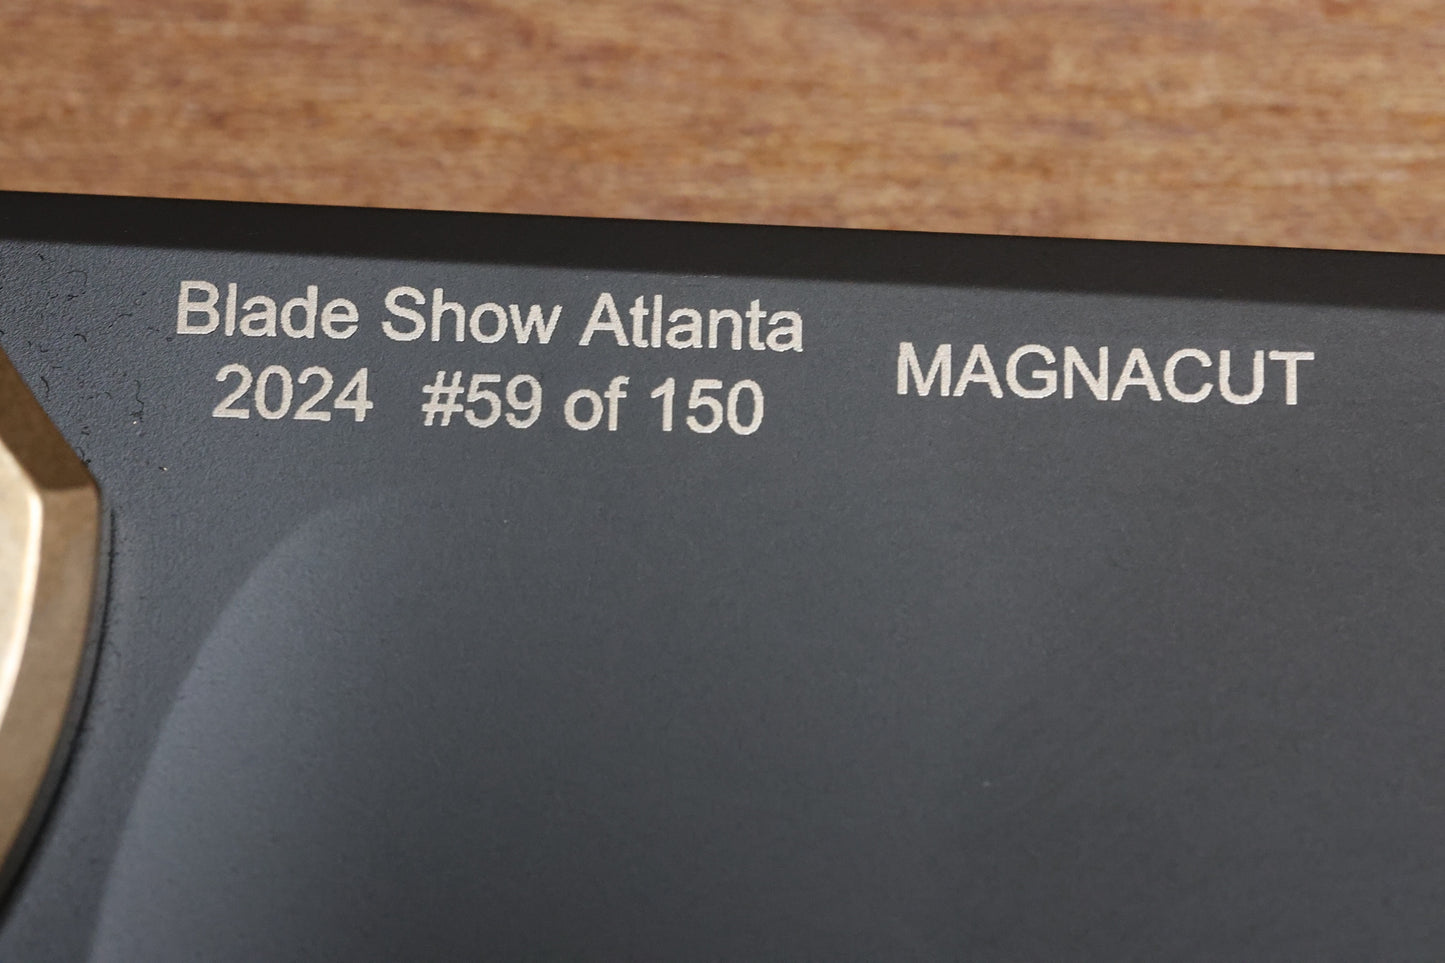 Blade Show Atlanta
2024 #59 of 150
MAGNACUT